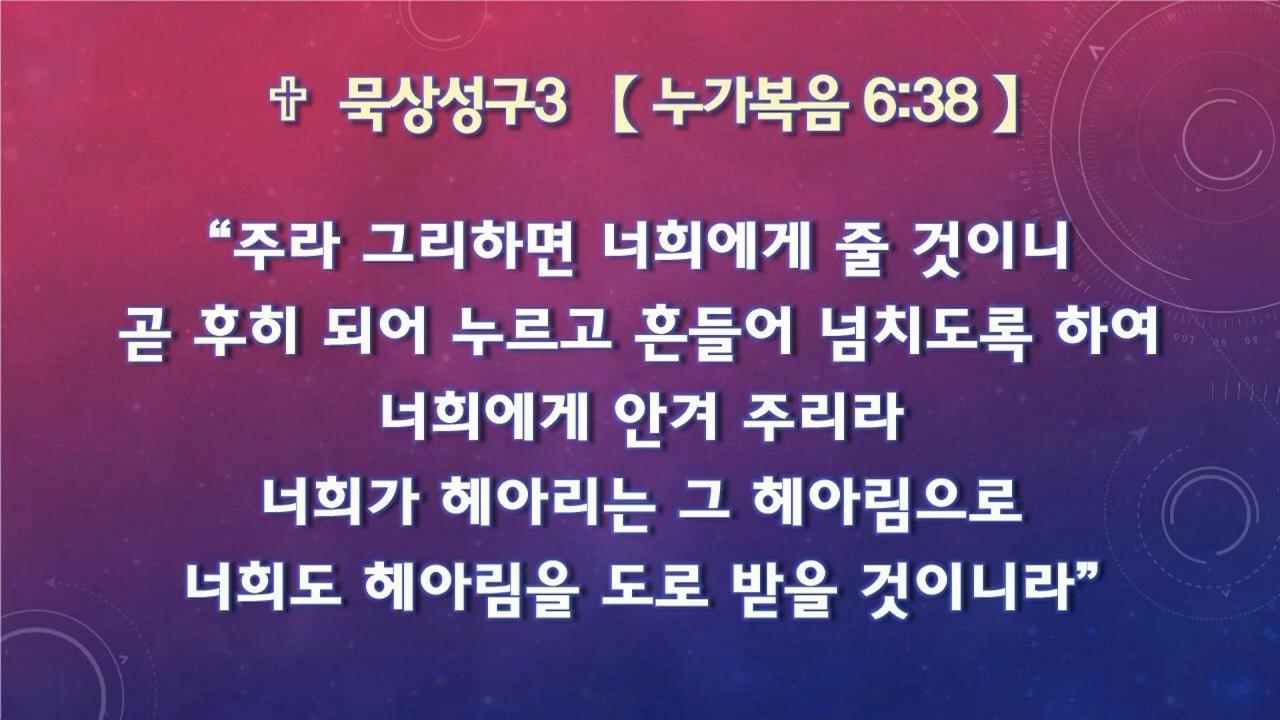 ✞ 묵상성구3 【 누가복음 6:38 】
“주라 그리하면 너희에게 줄 것이니
곧 후히 되어 누르고 흔들어 넘치도록 하여
너희에게 안겨 주리라
너희가 헤아리는 그 헤아림으로
너희도 헤아림을 도로 받을 것이니라”